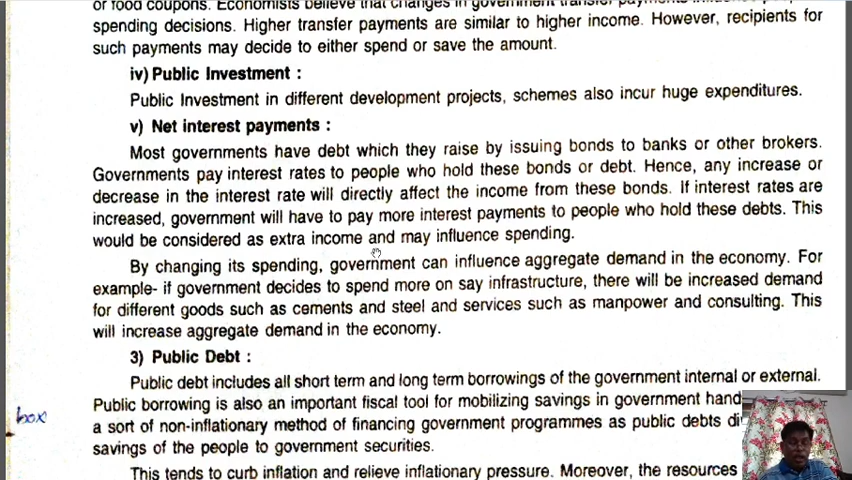 or food coupons. Economists believe that changes in government transfer payments influence
spending decisions. Higher transfer payments are similar to higher income. However, recipients for
such payments may decide to either spend or save the amount.
iv) Public Investment :
Public Investment in different development projects, schemes also incur huge expenditures.
v) Net interest payments :
Most governments have debt which they raise by issuing bonds to banks or other brokers.
Governments pay interest rates to people who hold these bonds or debt. Hence, any increase or
decrease in the interest rate will directly affect the income from these bonds. If interest rates are
increased, government will have to pay more interest payments to people who hold these debts. This
would be considered as extra income and may influence spending.
By changing its spending, government can influence aggregate demand in the economy. For
example- if government decides to spend more on say infrastructure, there will be increased demand
for different goods such as cements and steel and services such as manpower and consulting. This
will increase aggregate demand in the economy.
3) Public Debt :
Public debt includes all short term and long term borrowings of the government internal or external.
Public borrowing is also an important fiscal tool for mobilizing savings in government hand
box
a sort of non-inflationary method of financing government programmes as public debts di
savings of the people to government securities.
This tends to curb inflation and relieve inflationary pressure. Moreover, the resources